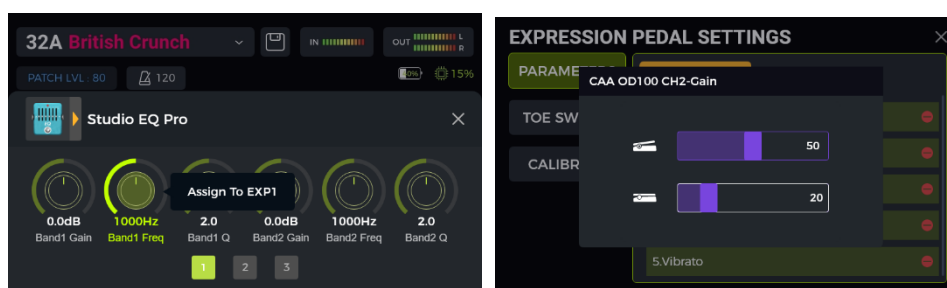 32A British Crunch
IN
OUT
L
R
PATCH LVL : 80
120
0%
15%
Studio EQ Pro
Assign To EXP1
0.0dB
1000Hz
2.0
0.0dB
1000Hz
2.0
Band1 Gain
Band1 Freq
Band1 Q
Band2 Gain
Band2 Freq
Band2 Q
1
2
3
EXPRESSION PEDAL SETTINGS
PARAME
CAA OD100 CH2-Gain
TOE SW
50
CALIBR
20
5.Vibrato